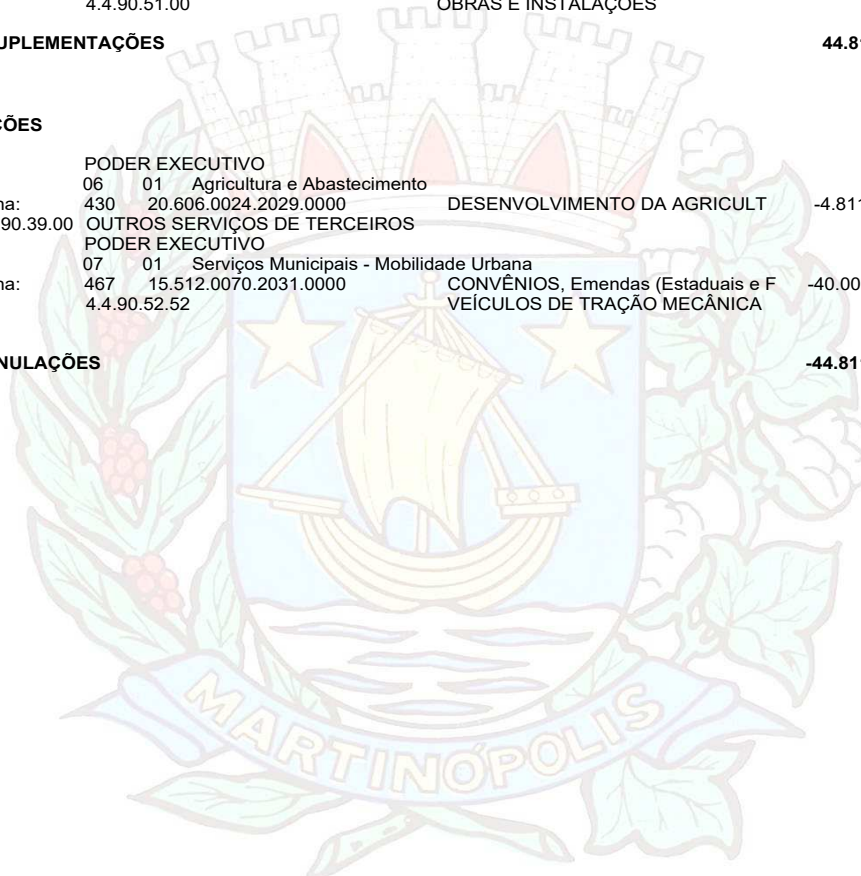 4.4.90.51.00 OBRAS E INSTALAÇÕES
UPLEMENTAÇÕES 44.81
ÇÕES
PODER EXECUTIVO
06 01 Agricultura e Abastecimento
na: 430 20.606.0024.2029.0000 DESENVOLVIMENTO DA AGRICULT -4.811
90.39.00 OUTROS SERVIÇOS DE TERCEIROS
PODER EXECUTIVO
07 01 Serviços Municipais - Mobilidade Urbana
na: 467 15.512.0070.2031.0000 CONVÊNIOS, Emendas (Estaduais e F -40.00
4.4.90.52.52 VEÍCULOS DE TRAÇÃO MECÂNICA
NULAÇÕES -44.811
MARTINÓPOLIS